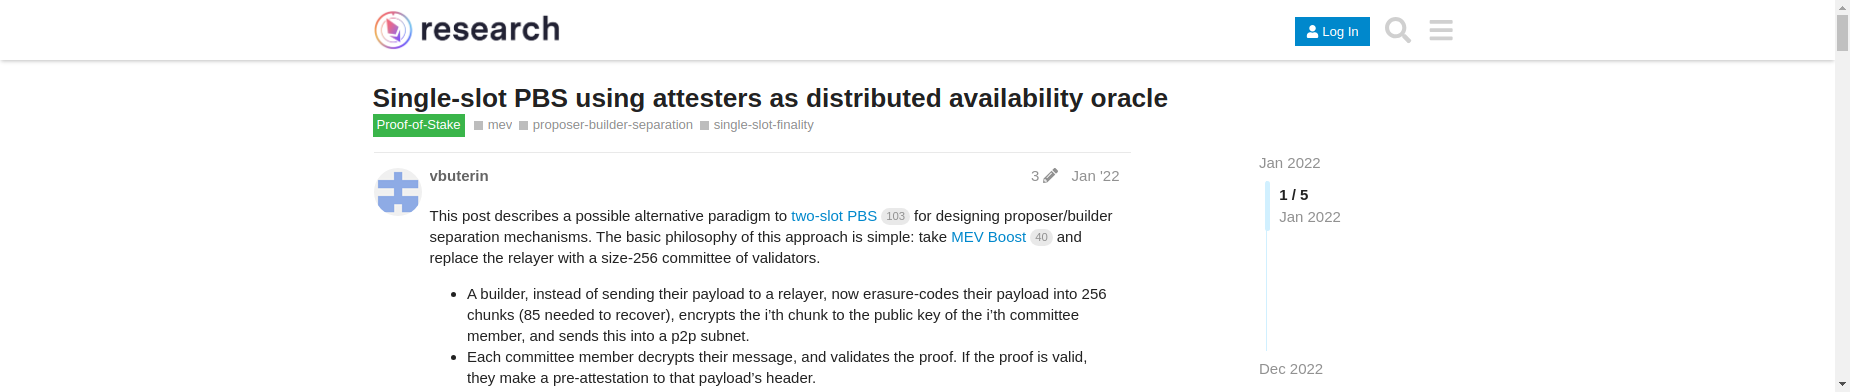 research
Log In
Single-slot PBS using attesters as distributed availability oracle
Proof-of-Stake mev proposer-builder-separation single-slot-finality
vbuterin 3 Jan '22
This post describes a possible alternative paradigm to two-slot PBS 103 for designing proposer/builder
separation mechanisms. The basic philosophy of this approach is simple: take MEV Boost 40 and
replace the relayer with a size-256 committee of validators.
• A builder, instead of sending their payload to a relayer, now erasure-codes their payload into 256
chunks (85 needed to recover), encrypts the i’th chunk to the public key of the i’th committee
member, and sends this into a p2p subnet.
• Each committee member decrypts their message, and validates the proof. If the proof is valid,
they make a pre-attestation to that payload’s header.
Jan 2022
1 / 5
Jan 2022
Dec 2022